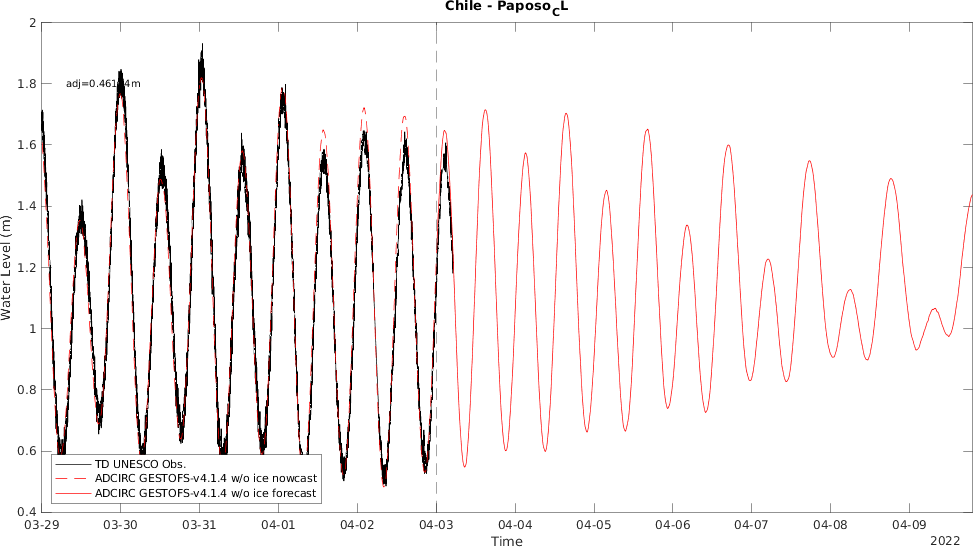 Chile - Paposo_CL
2
1.8
1.6
1.4
1.2
1
0.8
0.6
0.4
Water Level (m)
TD UNESCO Obs.
ADCIRC GESTOFS-v4.1.4 w/o ice nowcast
ADCIRC GESTOFS-v4.1.4 w/o ice forecast
03-29 03-30 03-31 04-01 04-02 04-03 04-04 04-05 04-06 04-07 04-08 04-09
Time
2022